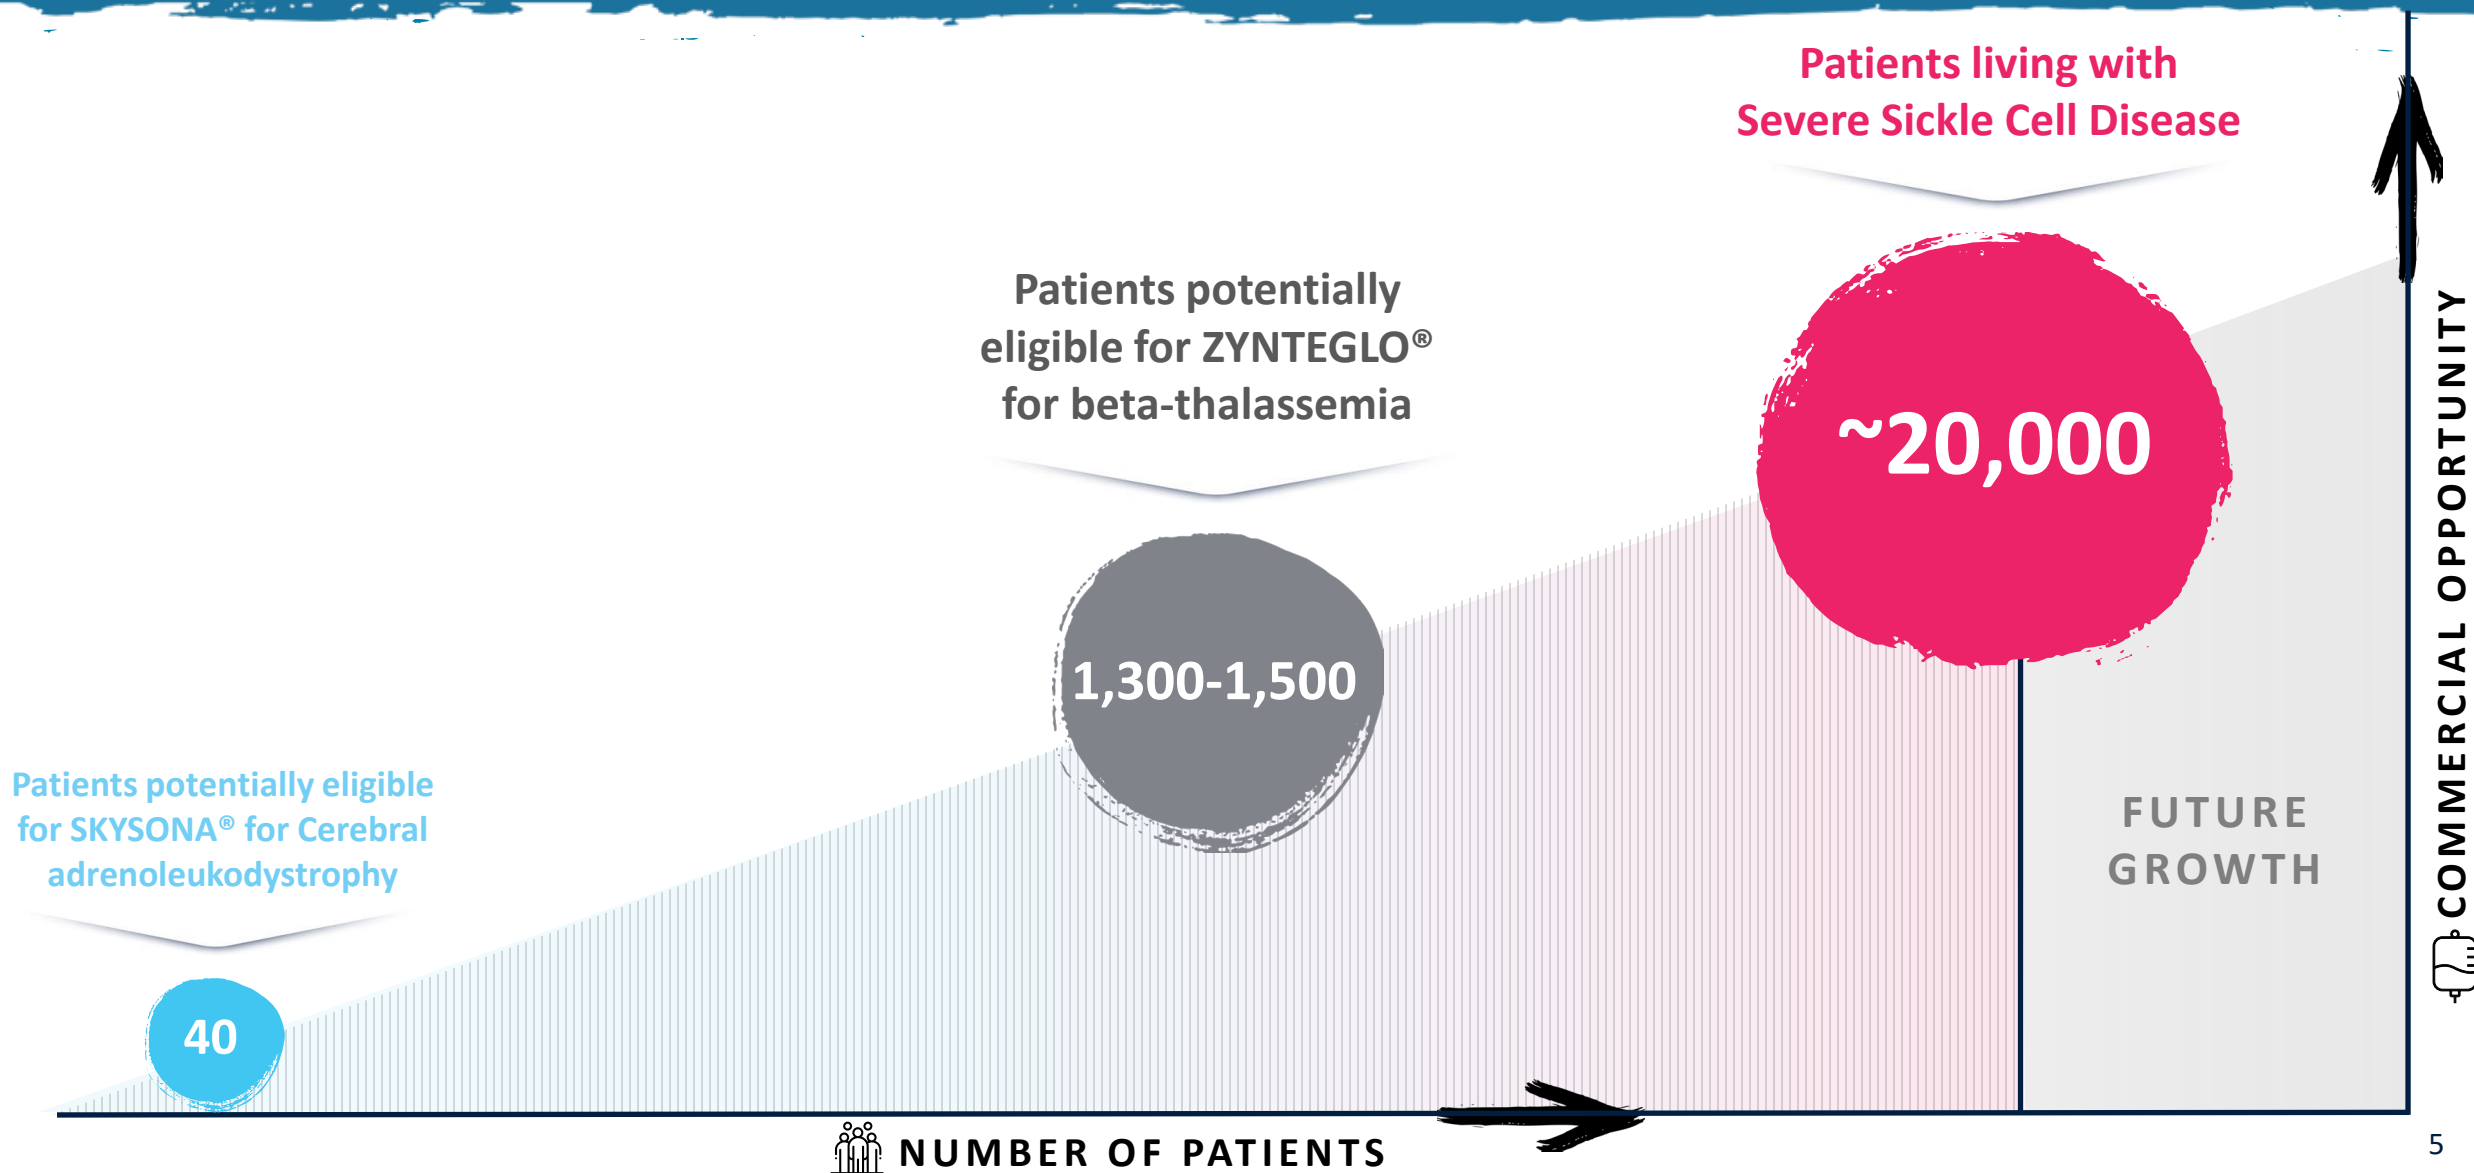 Patients living with
Severe Sickle Cell Disease
~20,000
Patients potentially
eligible for ZYNTEGLO®
for beta-thalassemia
1,300-1,500
Patients potentially eligible
for SKYSONA® for Cerebral
adrenoleukodystrophy
40
FUTURE
GROWTH
COMMERCIAL OPPORTUNITY
NUMBER OF PATIENTS
5